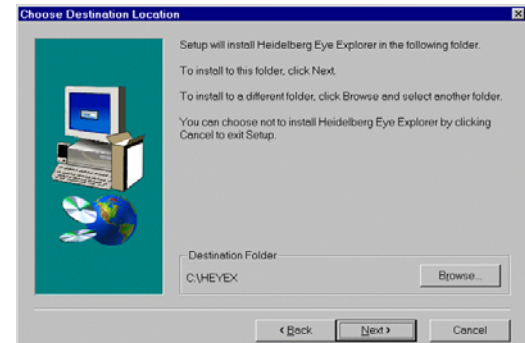 Choose Destination Location
Setup will install Heidelberg Eye Explorer in the following folder.
To install to this folder, click Next.
To install to a different folder, click Browse and select another folder.
You can choose not to install Heidelberg Eye Explorer by clicking
Cancel to exit Setup.
Destination Folder
C:\HEYEX
Browse...
< Back
Next >
Cancel